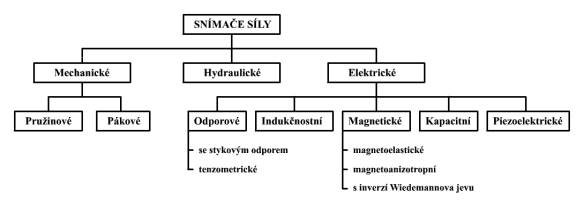 SNÍMAČE SÍLY
Mechanické Hydraulické Elektrické
Pružinové Pákové Odporové Indukčnostní Magnetické Kapacitní Piezoelektrické
se stykovým odporem magnetoelastické
tenzometrické magnetoanizotropní
s inverzí Wiedemannova jevu